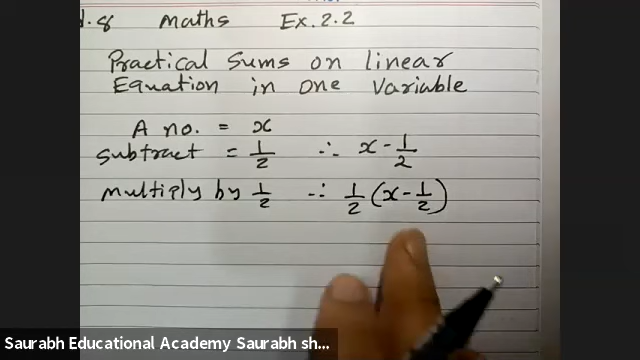 d.8 Maths Ex.2.2
Practical Sums on linear
Equation in one variable
A no. = x
subtract = 1/2 ∴ x - 1/2
multiply by 1/2 ∴ 1/2 (x - 1/2)
Saurabh Educational Academy Saurabh sh...